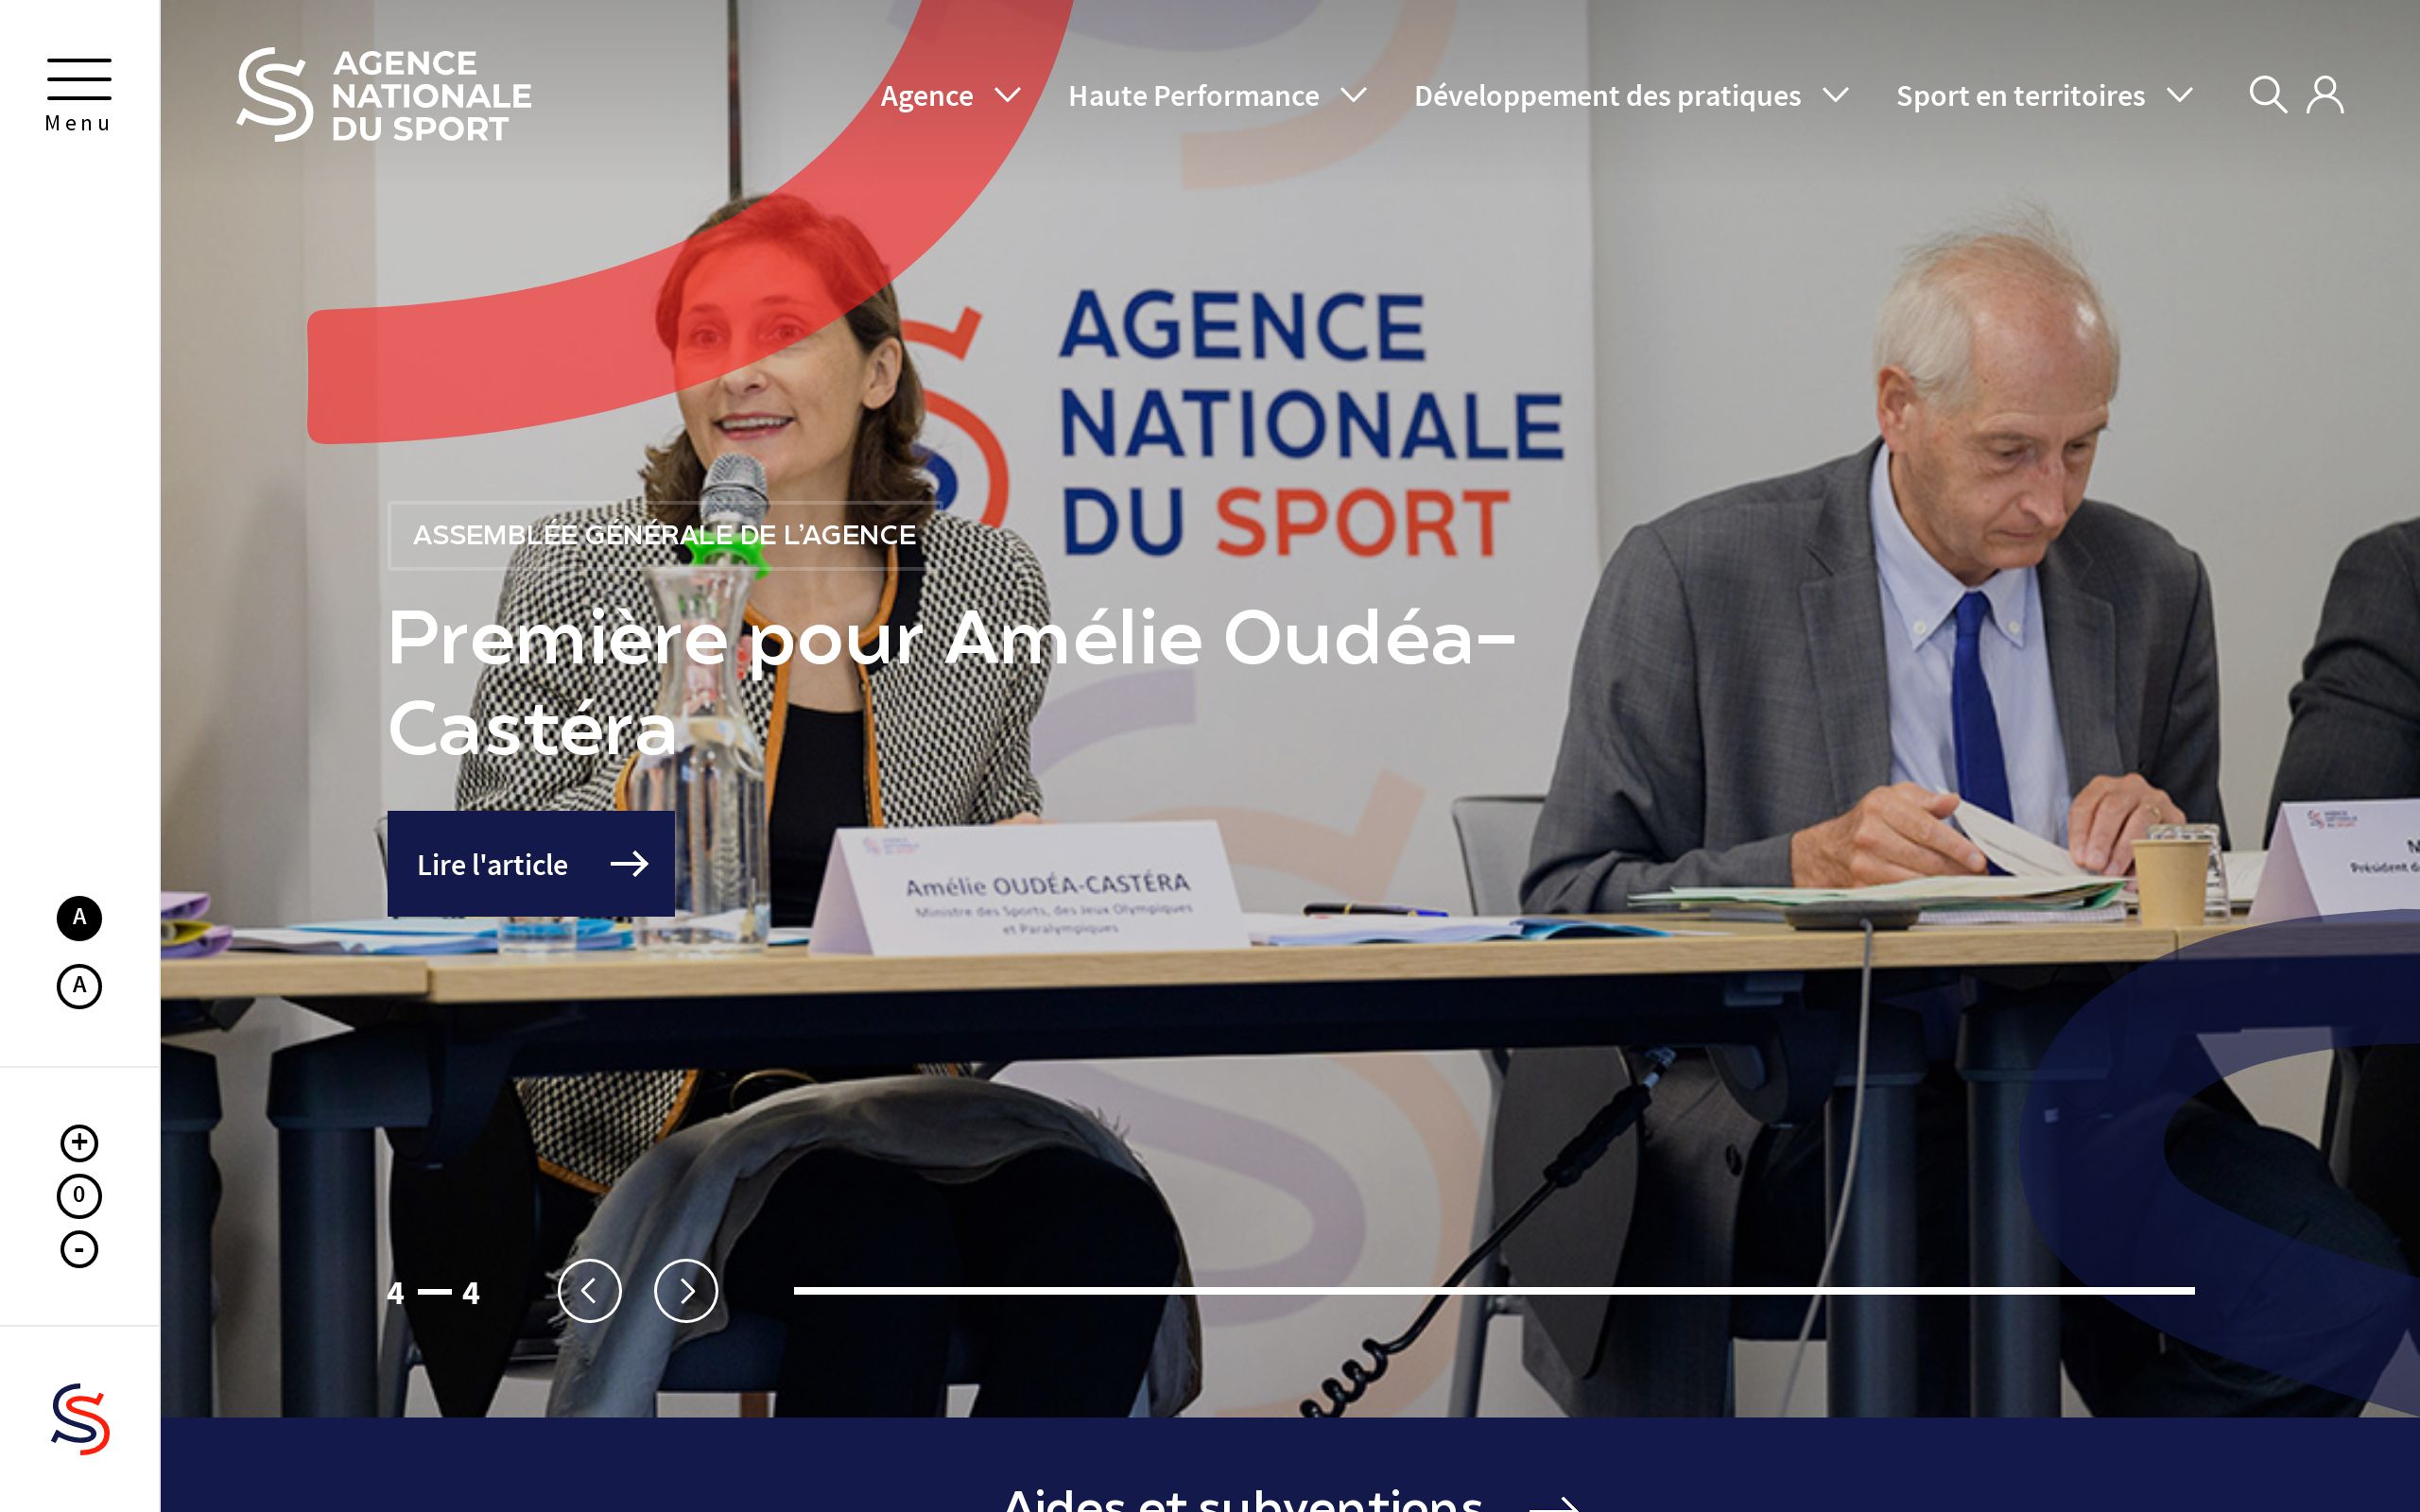 Menu
AGENCE
NATIONALE
DU SPORT
Agence
Haute Performance
Développement des pratiques
Sport en territoires
AGENCE
NATIONALE
DU SPORT
ASSEMBLÉE GÉNÉRALE DE L’AGENCE
Première pour Amélie Oudéa-
Castéra
Lire l'article
Amélie OUDÉA-CASTÉRA
Ministre des Sports, des Jeux Olympiques
et Paralympiques
Président d
A
A
+
0
-
4 — 4
Aides et subventions